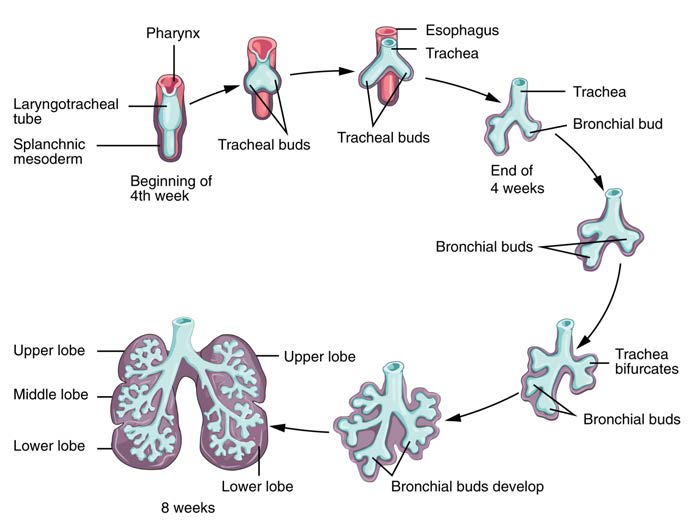 Pharynx
Laryngotracheal
tube
Splanchnic
mesoderm
Beginning of
4th week
Tracheal buds
Esophagus
Trachea
Tracheal buds
Trachea
Bronchial bud
End of
4 weeks
Bronchial buds
Trachea
bifurcates
Bronchial buds
Bronchial buds develop
Upper lobe
Middle lobe
Lower lobe
Upper lobe
Lower lobe
8 weeks